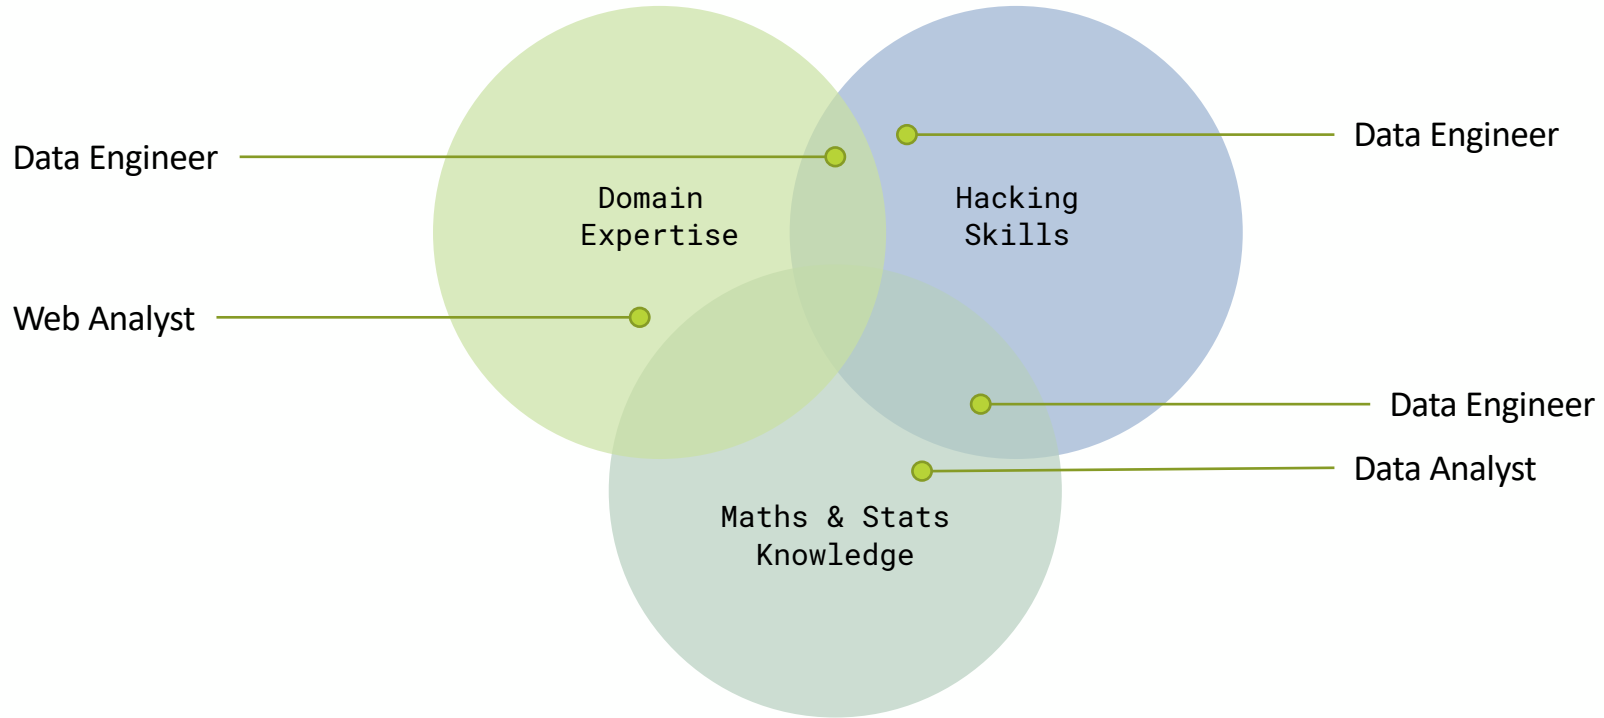 Data Engineer
Data Engineer
Domain
Expertise
Hacking
Skills
Web Analyst
Data Engineer
Data Analyst
Maths & Stats
Knowledge